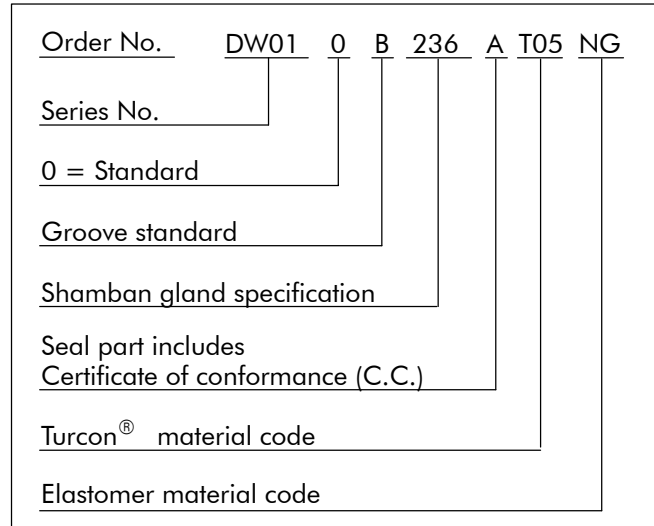 Order No. DW01 0 B 236 A T05 NG
Series No.
0 = Standard
Groove standard
Shamban gland specification
Seal part includes
Certificate of conformance (C.C.)
Turcon® material code
Elastomer material code